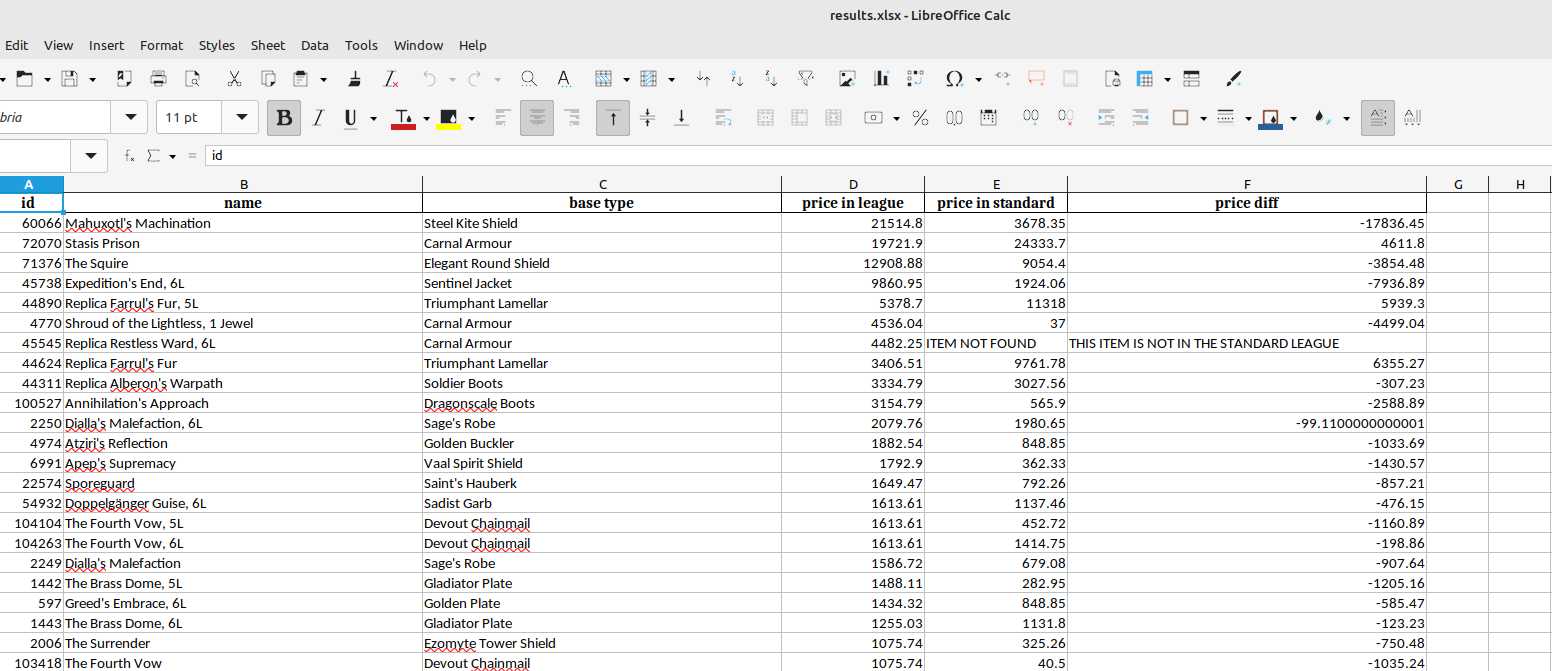 results.xlsx - LibreOffice Calc
Edit View Insert Format Styles Sheet Data Tools Window Help
bria 11 pt B I U
id
A B C D E F G H
id name base type price in league price in standard price diff
60066 Mahuxotl's Machination Steel Kite Shield 21514.8 3678.35 -17836.45
72070 Stasis Prison Carnal Armour 19721.9 24333.7 4611.8
71376 The Squire Elegant Round Shield 12908.88 9054.4 -3854.48
45738 Expedition's End, 6L Sentinel Jacket 9860.95 1924.06 -7936.89
44890 Replica Farrul's Fur, 5L Triumphant Lamellar 5378.7 11318 5939.3
4770 Shroud of the Lightless, 1 Jewel Carnal Armour 4536.04 37 -4499.04
45545 Replica Restless Ward, 6L Carnal Armour 4482.25 ITEM NOT FOUND THIS ITEM IS NOT IN THE STANDARD LEAGUE
44624 Replica Farrul's Fur Triumphant Lamellar 3406.51 9761.78 6355.27
44311 Replica Alberon's Warpath Soldier Boots 3334.79 3027.56 -307.23
100527 Annihilation's Approach Dragonscale Boots 3154.79 565.9 -2588.89
2250 Dialla's Malefaction, 6L Sage's Robe 2079.76 1980.65 -99.1100000000001
4974 Atziri's Reflection Golden Buckler 1882.54 848.85 -1033.69
6991 Apep's Supremacy Vaal Spirit Shield 1792.9 362.33 -1430.57
22574 Sporeguard Saint's Hauberk 1649.47 792.26 -857.21
54932 Doppelgänger Guise, 6L Sadist Garb 1613.61 1137.46 -476.15
104104 The Fourth Vow, 5L Devout Chainmail 1613.61 452.72 -1160.89
104263 The Fourth Vow, 6L Devout Chainmail 1613.61 1414.75 -198.86
2249 Dialla's Malefaction Sage's Robe 1586.72 679.08 -907.64
1442 The Brass Dome, 5L Gladiator Plate 1488.11 282.95 -1205.16
597 Greed's Embrace, 6L Golden Plate 1434.32 848.85 -585.47
1443 The Brass Dome, 6L Gladiator Plate 1255.03 1131.8 -123.23
2006 The Surrender Ezomyte Tower Shield 1075.74 325.26 -750.48
103418 The Fourth Vow Devout Chainmail 1075.74 40.5 -1035.24